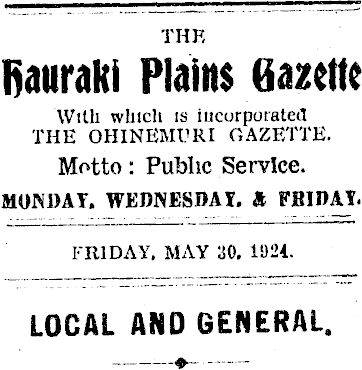 THE
Hauraki Plains Gazette
With which is incorporated
THE OHINEMURI GAZETTE.
Motto : Public Service.
MONDAY, WEDNESDAY, & FRIDAY.
FRIDAY, MAY 30, 1924.
LOCAL AND GENERAL.